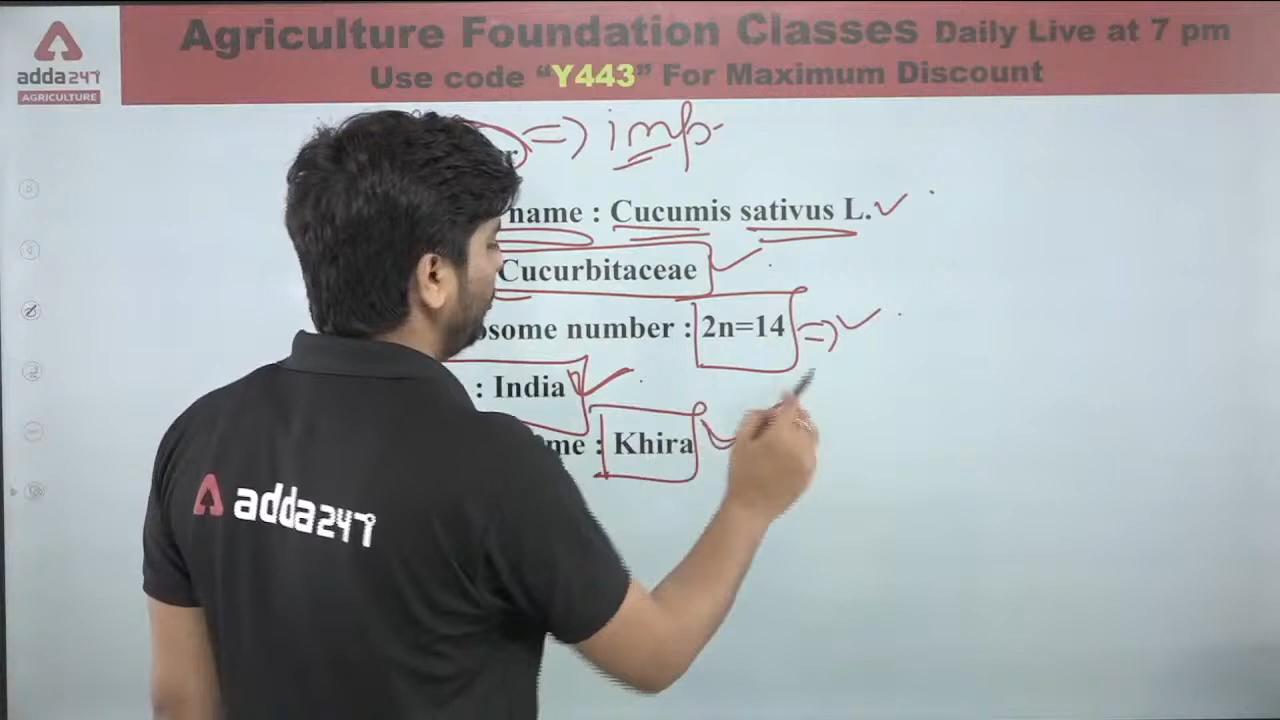 Agriculture Foundation Classes Daily Live at 7 pm
adda247
AGRICULTURE
Use code “Y443” For Maximum Discount
=> imp.
name : Cucumis sativus L.
Cucurbitaceae
osome number : 2n=14 =>
: India
me : Khira
adda247